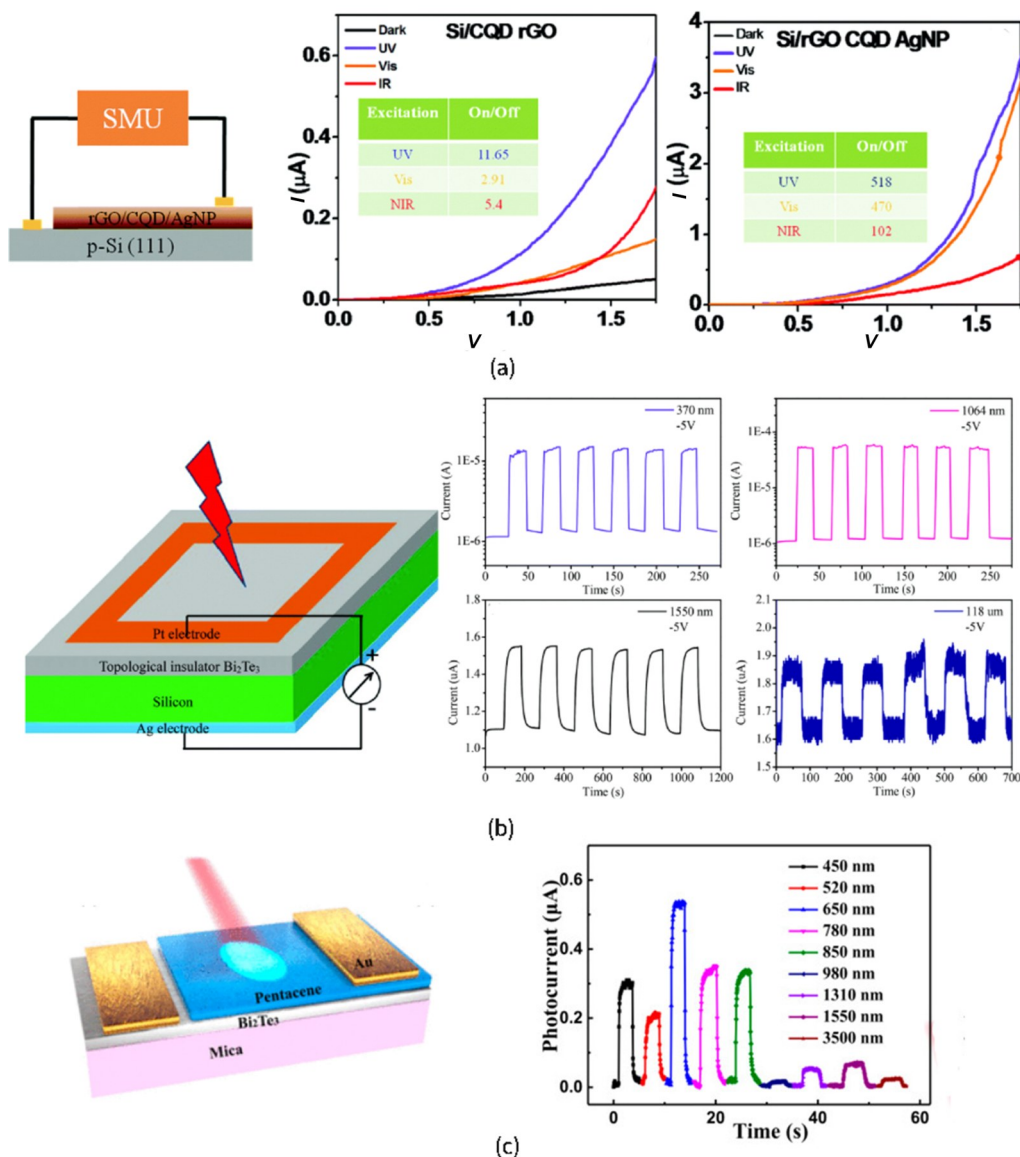 SMU
rGO/CQD/AgNP
p-Si (111)
Si/CQD rGO
Dark
UV
Vis
IR
Excitation On/Off
UV 11.65
Vis 2.91
NIR 5.4
I (μA)
0.6
0.4
0.2
0.0
0.0 0.5 1.0 1.5
V
Si/rGO CQD AgNP
Dark
UV
Vis
IR
Excitation On/Off
UV 518
Vis 470
NIR 102
I (μA)
4
3
2
1
0
0.0 0.5 1.0 1.5
V
(a)
Pt electrode
Topological insulator Bi₂Te₃
Silicon
Ag electrode
+
-
370 nm
-5V
Current (A)
1E-5
1E-6
0 50 100 150 200 250
Time (s)
1064 nm
-5V
Current (A)
1E-4
1E-5
1E-6
0 50 100 150 200 250
Time (s)
1550 nm
-5V
Current (uA)
1.8
1.6
1.4
1.2
1.0
0 200 400 600 800 1000 1200
Time (s)
118 um
-5V
Current (uA)
2.1
2.0
1.9
1.8
1.7
1.6
1.5
0 100 200 300 400 500 600 700
Time (s)
(b)
Au
Pentacene
Bi₂Te₃
Mica
Photocurrent (μA)
0.6
0.4
0.2
0.0
450 nm
520 nm
650 nm
780 nm
850 nm
980 nm
1310 nm
1550 nm
3500 nm
0 20 40 60
Time (s)
(c)